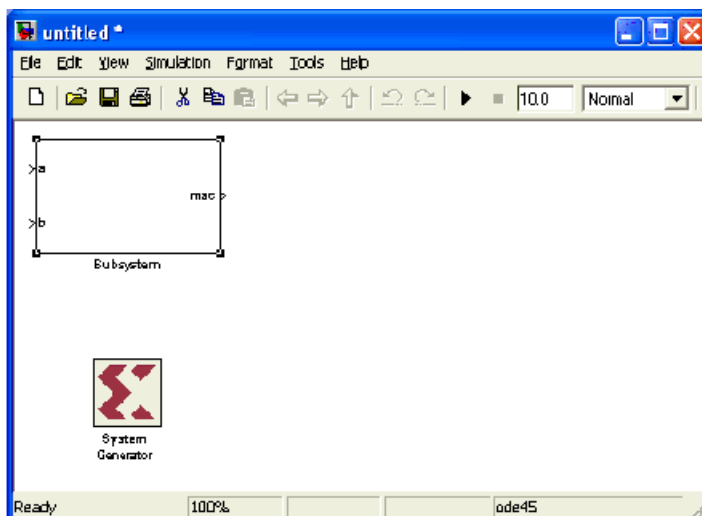 untitled *
File Edit View Simulation Format Tools Help
10.0 Normal
a
mac
b
Subsystem
System
Generator
Ready 100% ode45